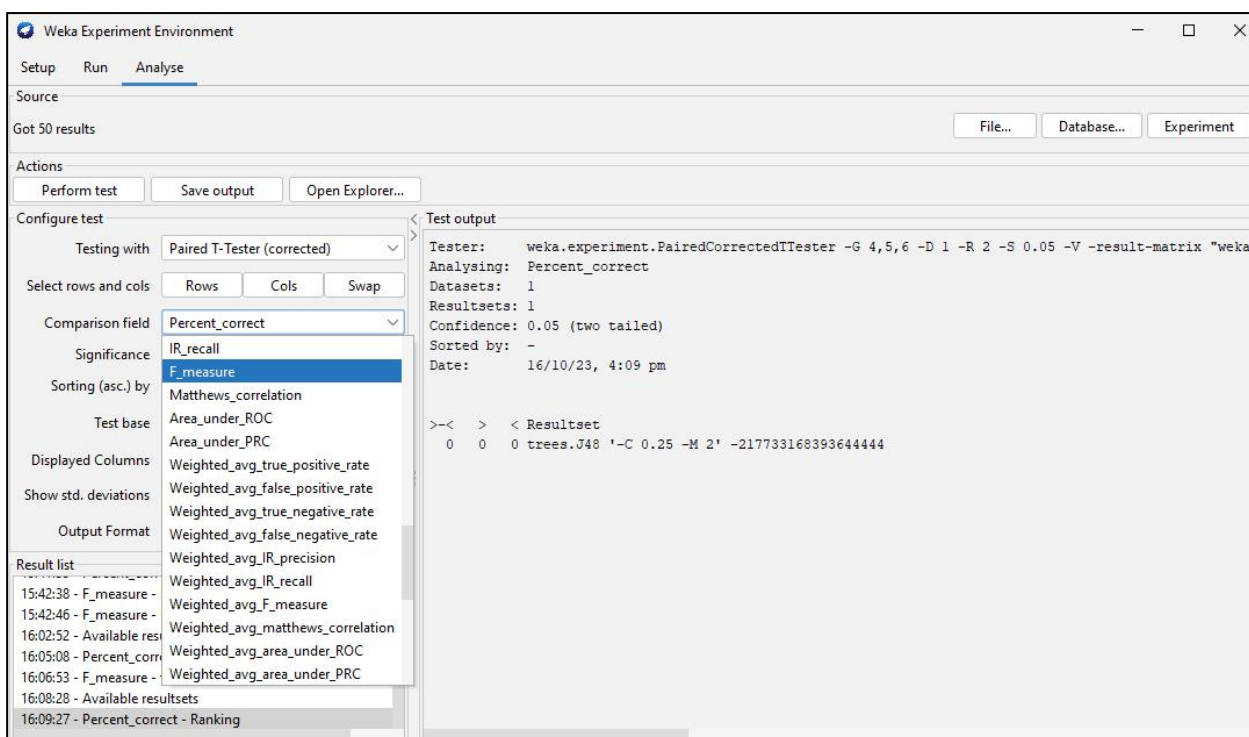 Weka Experiment Environment
Setup Run Analyse
Source
Got 50 results
File... Database... Experiment
Actions
Perform test Save output Open Explorer...
Configure test
Testing with Paired T-Tester (corrected)
Select rows and cols Rows Cols Swap
Comparison field Percent_correct
Significance
Sorting (asc.) by
Test base
Displayed Columns
Show std. deviations
Output Format
IR_recall
F_measure
Matthews_correlation
Area_under_ROC
Area_under_PRC
Weighted_avg_true_positive_rate
Weighted_avg_false_positive_rate
Weighted_avg_true_negative_rate
Weighted_avg_false_negative_rate
Weighted_avg_IR_precision
Weighted_avg_IR_recall
Weighted_avg_F_measure
Weighted_avg_matthews_correlation
Weighted_avg_area_under_ROC
Weighted_avg_area_under_PRC
Result list
15:42:38 - F_measure -
15:42:46 - F_measure -
16:02:52 - Available
16:05:08 -
16:06:53 - F_measure -
16:08:28 - Available resultsets
16:09:27 - Percent_correct - Ranking
Test output
Tester: weka.experiment.PairedCorrectedTTester -G 4,5,6 -D 1 -R 2 -S 0.05 -V -result-matrix "weka
Analysing: Percent_correct
Datasets: 1
Resultsets: 1
Confidence: 0.05 (two tailed)
Sorted by: -
Date: 16/10/23, 4:09 pm
>-< > < Resultset
0 0 0 trees.J48 '-C 0.25 -M 2' -217733168393644444